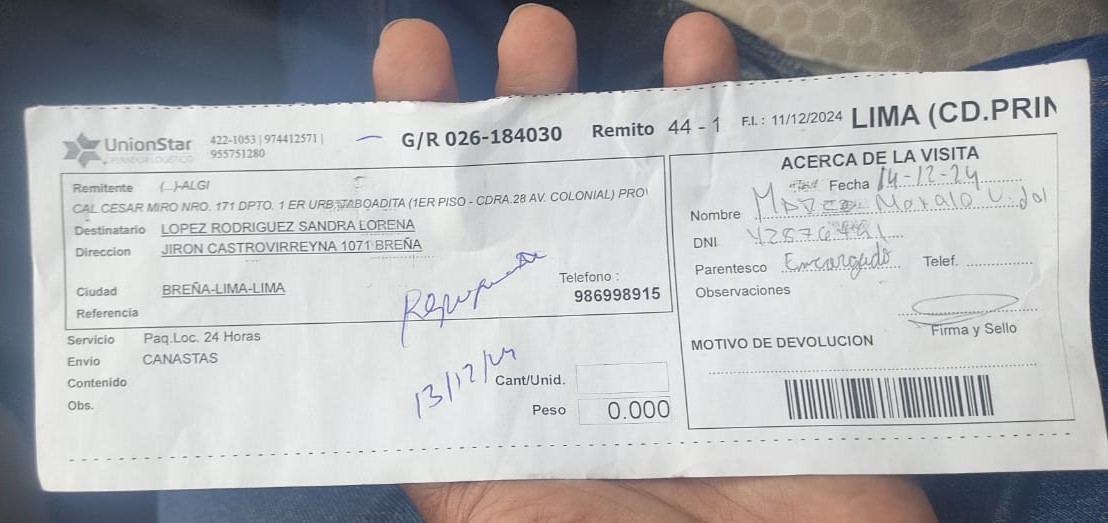 UnionStar
OPERADOR LOGISTICO
422-1053 | 974412571 |
955751280
G/R 026-184030
Remito 44 - 1
F.I.: 11/12/2024
LIMA (CD.PRIN
Remitente (...)-ALGI
CAL CESAR MIRO NRO. 171 DPTO. 1 ER URB.TABOADITA (1ER PISO - CDRA.28 AV. COLONIAL) PRO
Destinatario LOPEZ RODRIGUEZ SANDRA LORENA
Direccion JIRON CASTROVIRREYNA 1071 BREÑA
Ciudad BREÑA-LIMA-LIMA
Referencia
Telefono :
986998915
Servicio Paq.Loc. 24 Horas
Envio CANASTAS
Contenido
Obs.
13/12/24
Cant/Unid.
Peso 0.000
ACERCA DE LA VISITA
Fecha 14-12-24
Nombre
DNI
Parentesco Encargado Telef.
Observaciones
Firma y Sello
MOTIVO DE DEVOLUCION